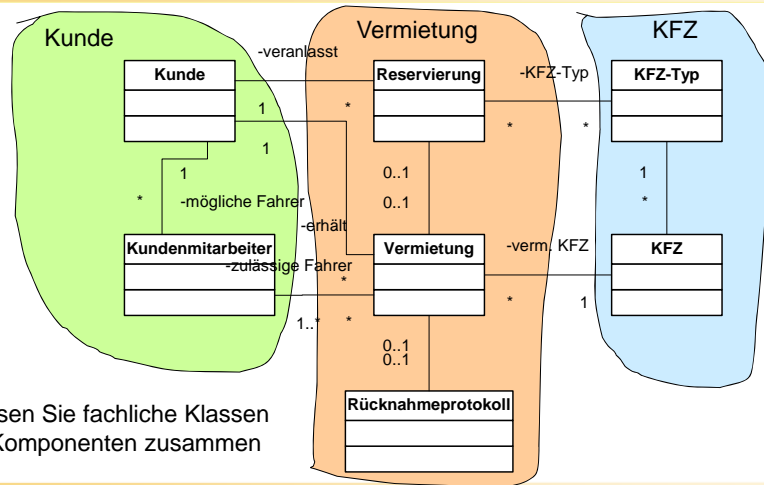 Kunde
Vermietung
KFZ
-veranlasst
-KFZ-Typ
Kunde
Reservierung
KFZ-Typ
1
*
*
*
1
1
0..1
1
*
-mögliche Fahrer
0..1
*
-erhält
Kundenmitarbeiter
Vermietung
-verm. KFZ
KFZ
-zulässige Fahrer
*
*
1
1..*
*
0..1
0..1
Rücknahmeprotokoll
sen Sie fachliche Klassen
Komponenten zusammen